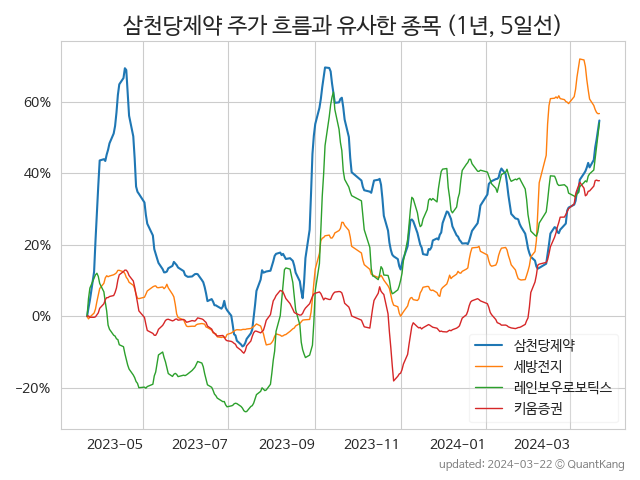 삼천당제약 주가 흐름과 유사한 종목 (1년, 5일선)
60%
40%
20%
0%
−20%
삼천당제약
세방전지
레인보우로보틱스
키움증권
2023-05 2023-07 2023-09 2023-11 2024-01 2024-03
updated: 2024-03-22 © QuantKang